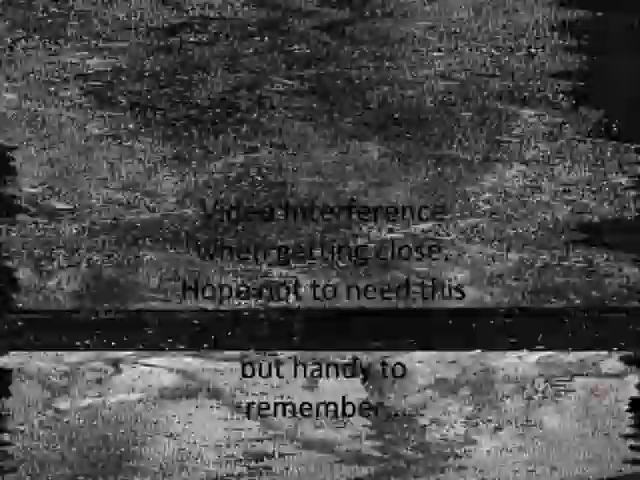 Video Interference
when getting close.
Hope not to need this
but handy to
remember....